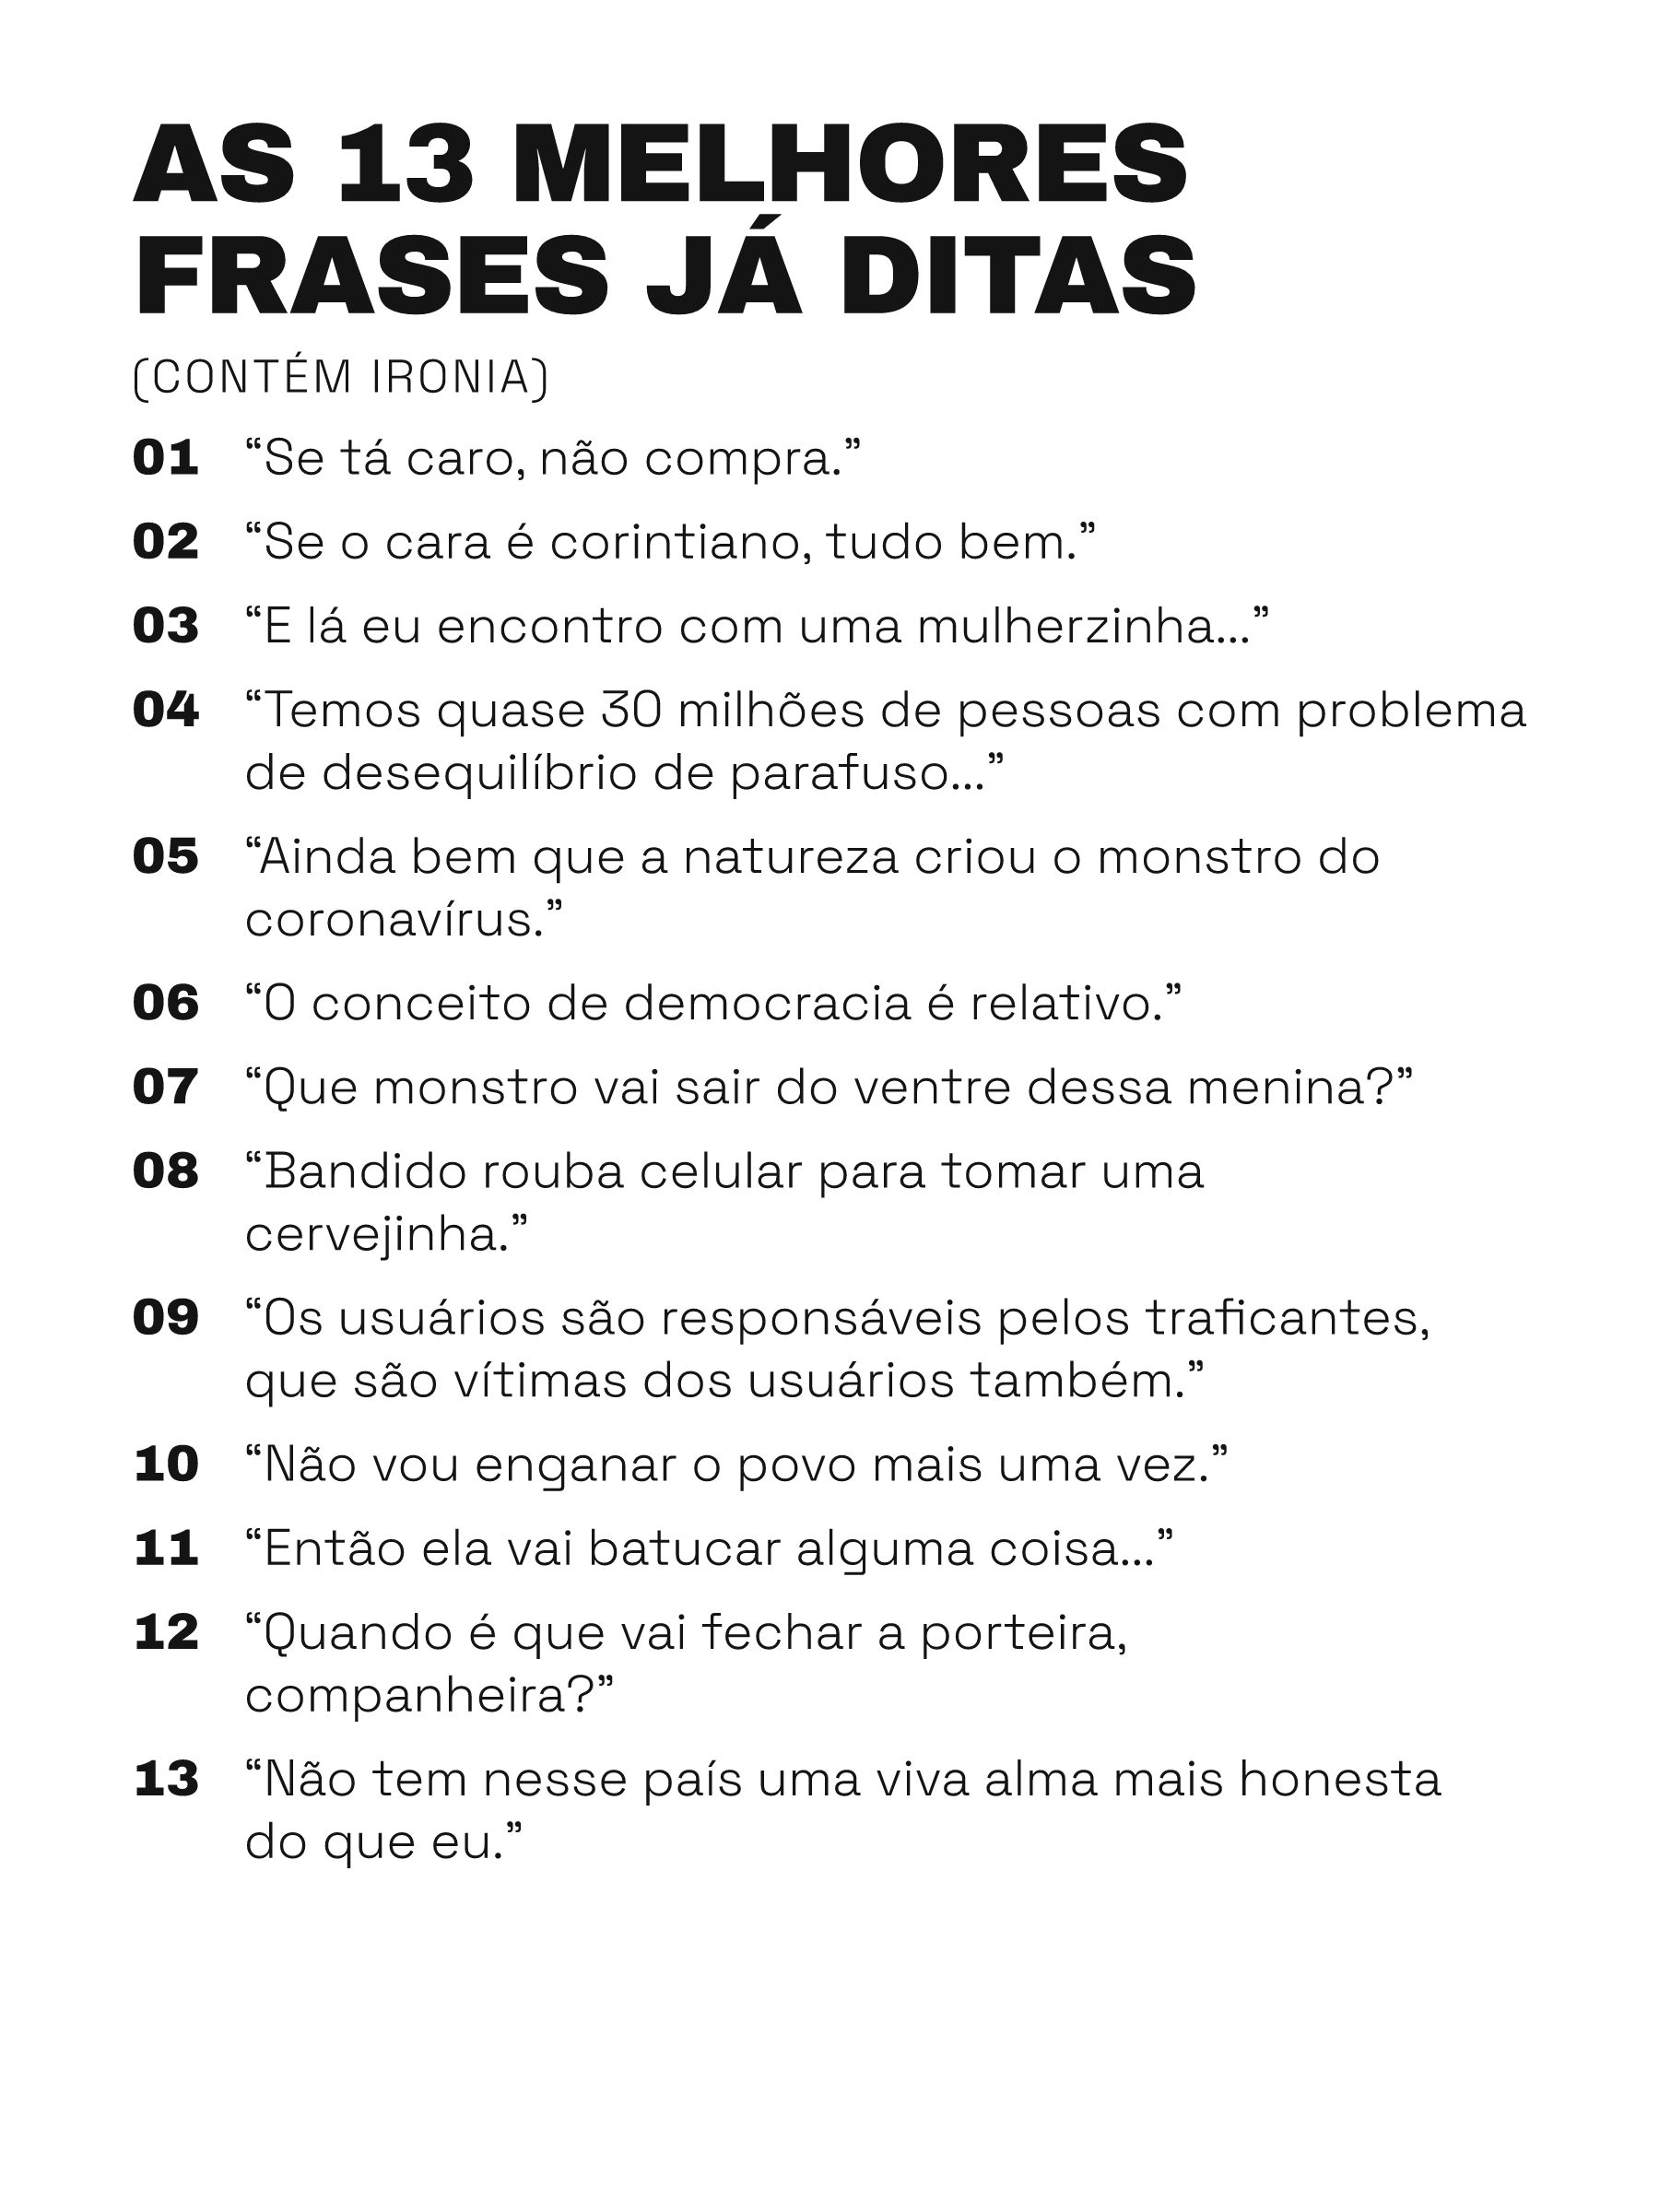 AS 13 MELHORES
FRASES JÁ DITAS
(CONTÉM IRONIA)
01 “Se tá caro, não compra.”
02 “Se o cara é corintiano, tudo bem.”
03 “E lá eu encontro com uma mulherzinha...”
04 “Temos quase 30 milhões de pessoas com problema
de desequilíbrio de parafuso...”
05 “Ainda bem que a natureza criou o monstro do
coronavírus.”
06 “O conceito de democracia é relativo.”
07 “Que monstro vai sair do ventre dessa menina?”
08 “Bandido rouba celular para tomar uma
cervejinha.”
09 “Os usuários são responsáveis pelos traficantes,
que são vítimas dos usuários também.”
10 “Não vou enganar o povo mais uma vez.”
11 “Então ela vai batucar alguma coisa...”
12 “Quando é que vai fechar a porteira,
companheira?”
13 “Não tem nesse país uma viva alma mais honesta
do que eu.”